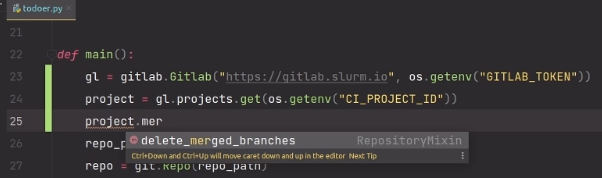 todoer.py
21
22 def main():
23 gl = gitlab.Gitlab("https://gitlab.slurm.io", os.getenv("GITLAB_TOKEN"))
24 project = gl.projects.get(os.getenv("CI_PROJECT_ID"))
25 project.mer
delete_merged_branches RepositoryMixin
26 repo_p
Ctrl+Down and Ctrl+Up will move caret down and up in the editor Next Tip
27 repo = git.Repo(repo_path)